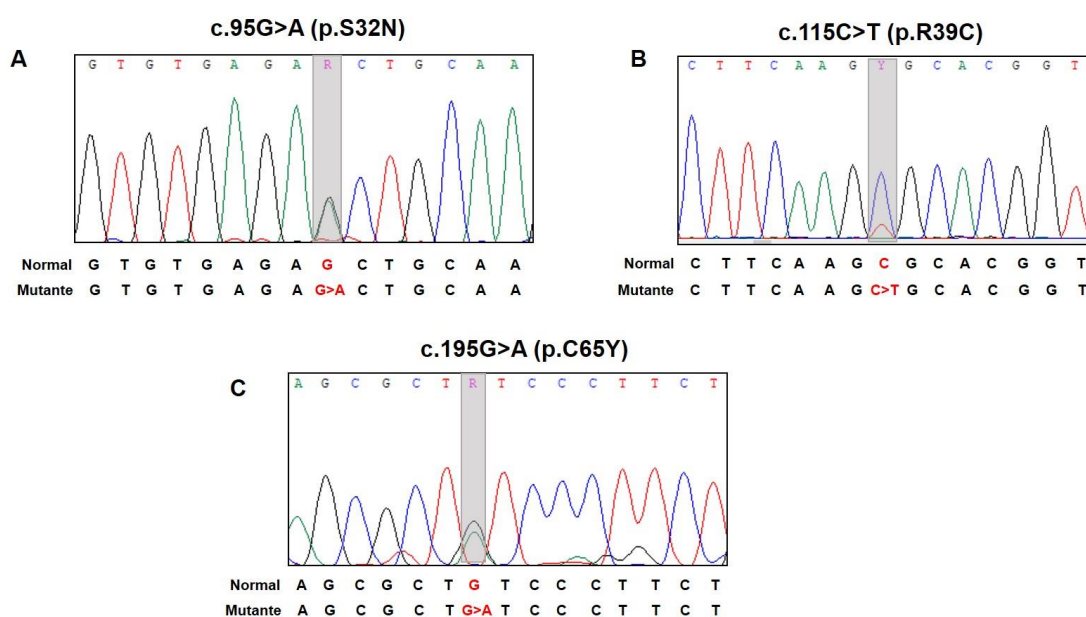 c.95G>A (p.S32N)
A
G T G T G A G A R C T G C A A
Normal G T G T G A G A G C T G C A A
Mutante G T G T G A G A G>A C T G C A A
c.115C>T (p.R39C)
B
C T T C A A G Y G C A C G G T
Normal C T T C A A G C G C A C G G T
Mutante C T T C A A G C>T G C A C G G T
c.195G>A (p.C65Y)
C
A G C G C T R T C C C T T C T
Normal A G C G C T G T C C C T T C T
Mutante A G C G C T G>A T C C C T T C T